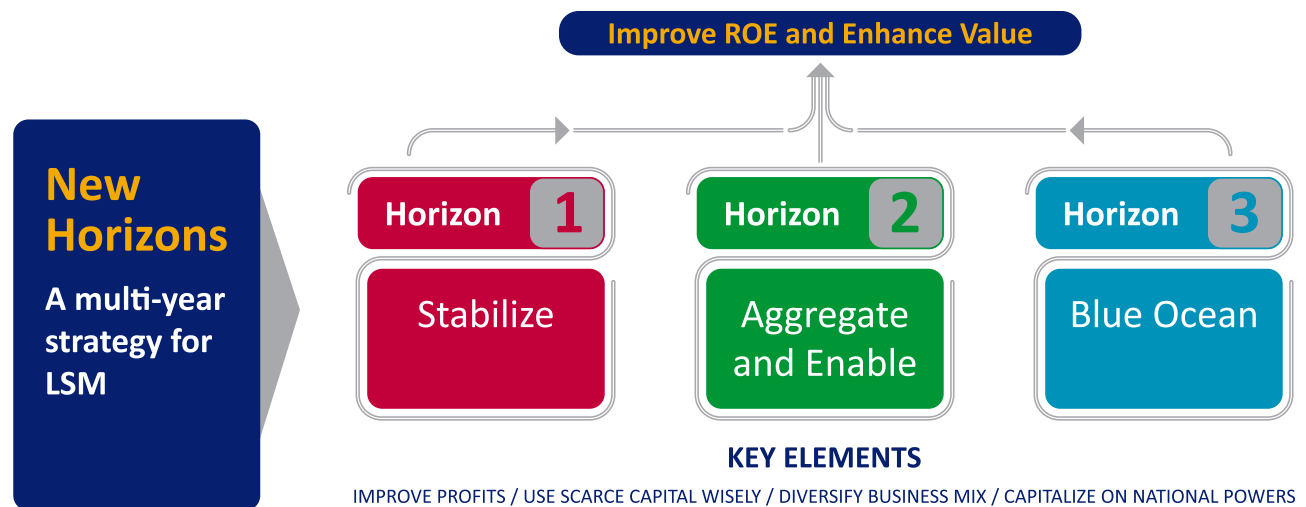 Improve ROE and Enhance Value
New
Horizons
A multi-year
strategy for
LSM
Horizon 1
Stabilize
Horizon 2
Aggregate
and Enable
Horizon 3
Blue Ocean
KEY ELEMENTS
IMPROVE PROFITS / USE SCARCE CAPITAL WISELY / DIVERSIFY BUSINESS MIX / CAPITALIZE ON NATIONAL POWERS